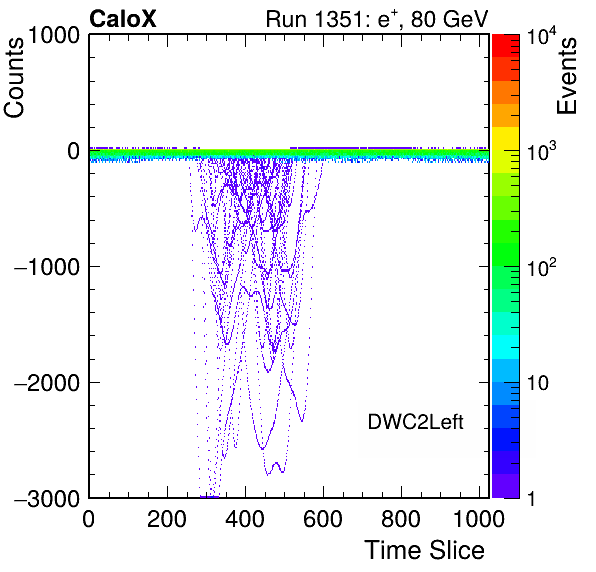 CaloX Run 1351: e⁺, 80 GeV
Counts
1000
0
−1000
−2000
−3000
0 200 400 600 800 1000
Time Slice
DWC2Left
Events
10⁴
10³
10²
10
1